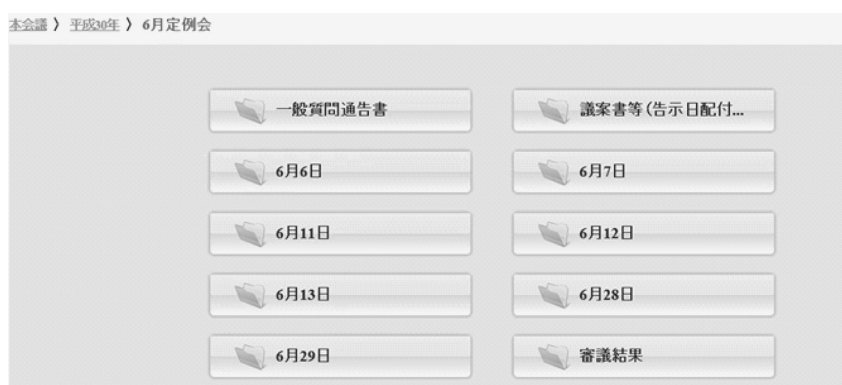 本会議 〉 平成30年 〉 6月定例会
一般質問通告書
議案書等(告示日配付...
6月6日
6月7日
6月11日
6月12日
6月13日
6月28日
6月29日
審議結果